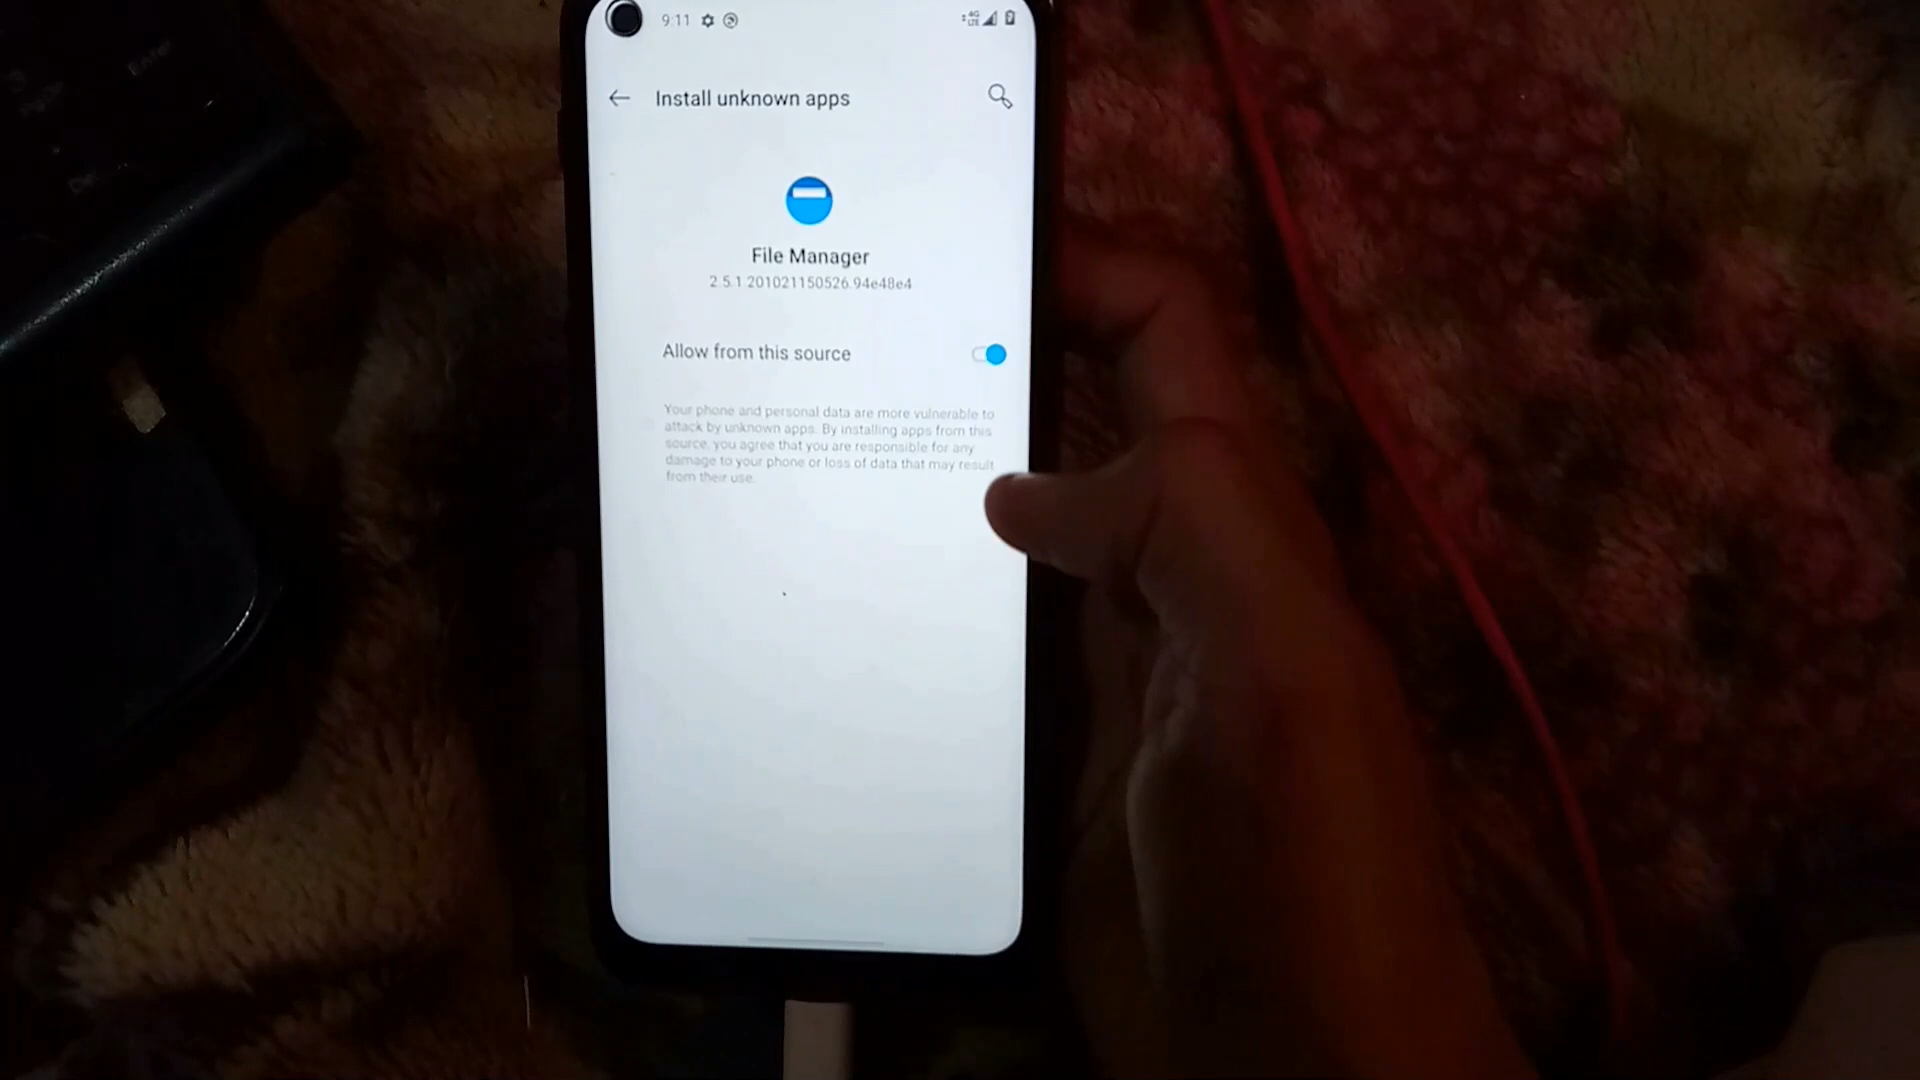 9:11
4G
LTE
Install unknown apps
File Manager
2.5.1.201021150526.94e48e4
Allow from this source
Your phone and personal data are more vulnerable to
attack by unknown apps. By installing apps from this
source, you agree that you are responsible for any
damage to your phone or loss of data that may result
from their use.
Enter